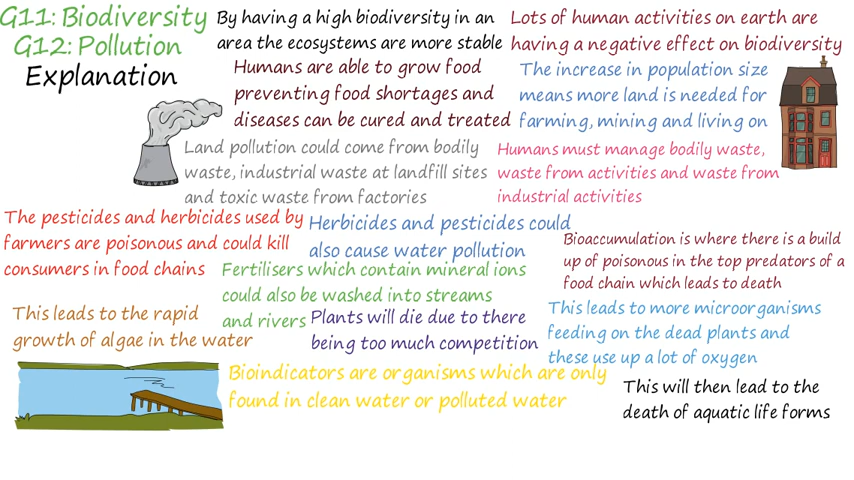 G11: Biodiversity
G12: Pollution
Explanation
By having a high biodiversity in an
area the ecosystems are more stable
Lots of human activities on earth are
having a negative effect on biodiversity
Humans are able to grow food
preventing food shortages and
diseases can be cured and treated
The increase in population size
means more land is needed for
farming, mining and living on
Land pollution could come from bodily
waste, industrial waste at landfill sites
and toxic waste from factories
Humans must manage bodily waste,
waste from activities and waste from
industrial activities
The pesticides and herbicides used by
farmers are poisonous and could kill
consumers in food chains
Herbicides and pesticides could
also cause water pollution
Bioaccumulation is where there is a build
up of poisonous in the top predators of a
food chain which leads to death
Fertilisers which contain mineral ions
could also be washed into streams
and rivers
This leads to the rapid
growth of algae in the water
Plants will die due to there
being too much competition
This leads to more microorganisms
feeding on the dead plants and
these use up a lot of oxygen
Bioindicators are organisms which are only
found in clean water or polluted water
This will then lead to the
death of aquatic life forms